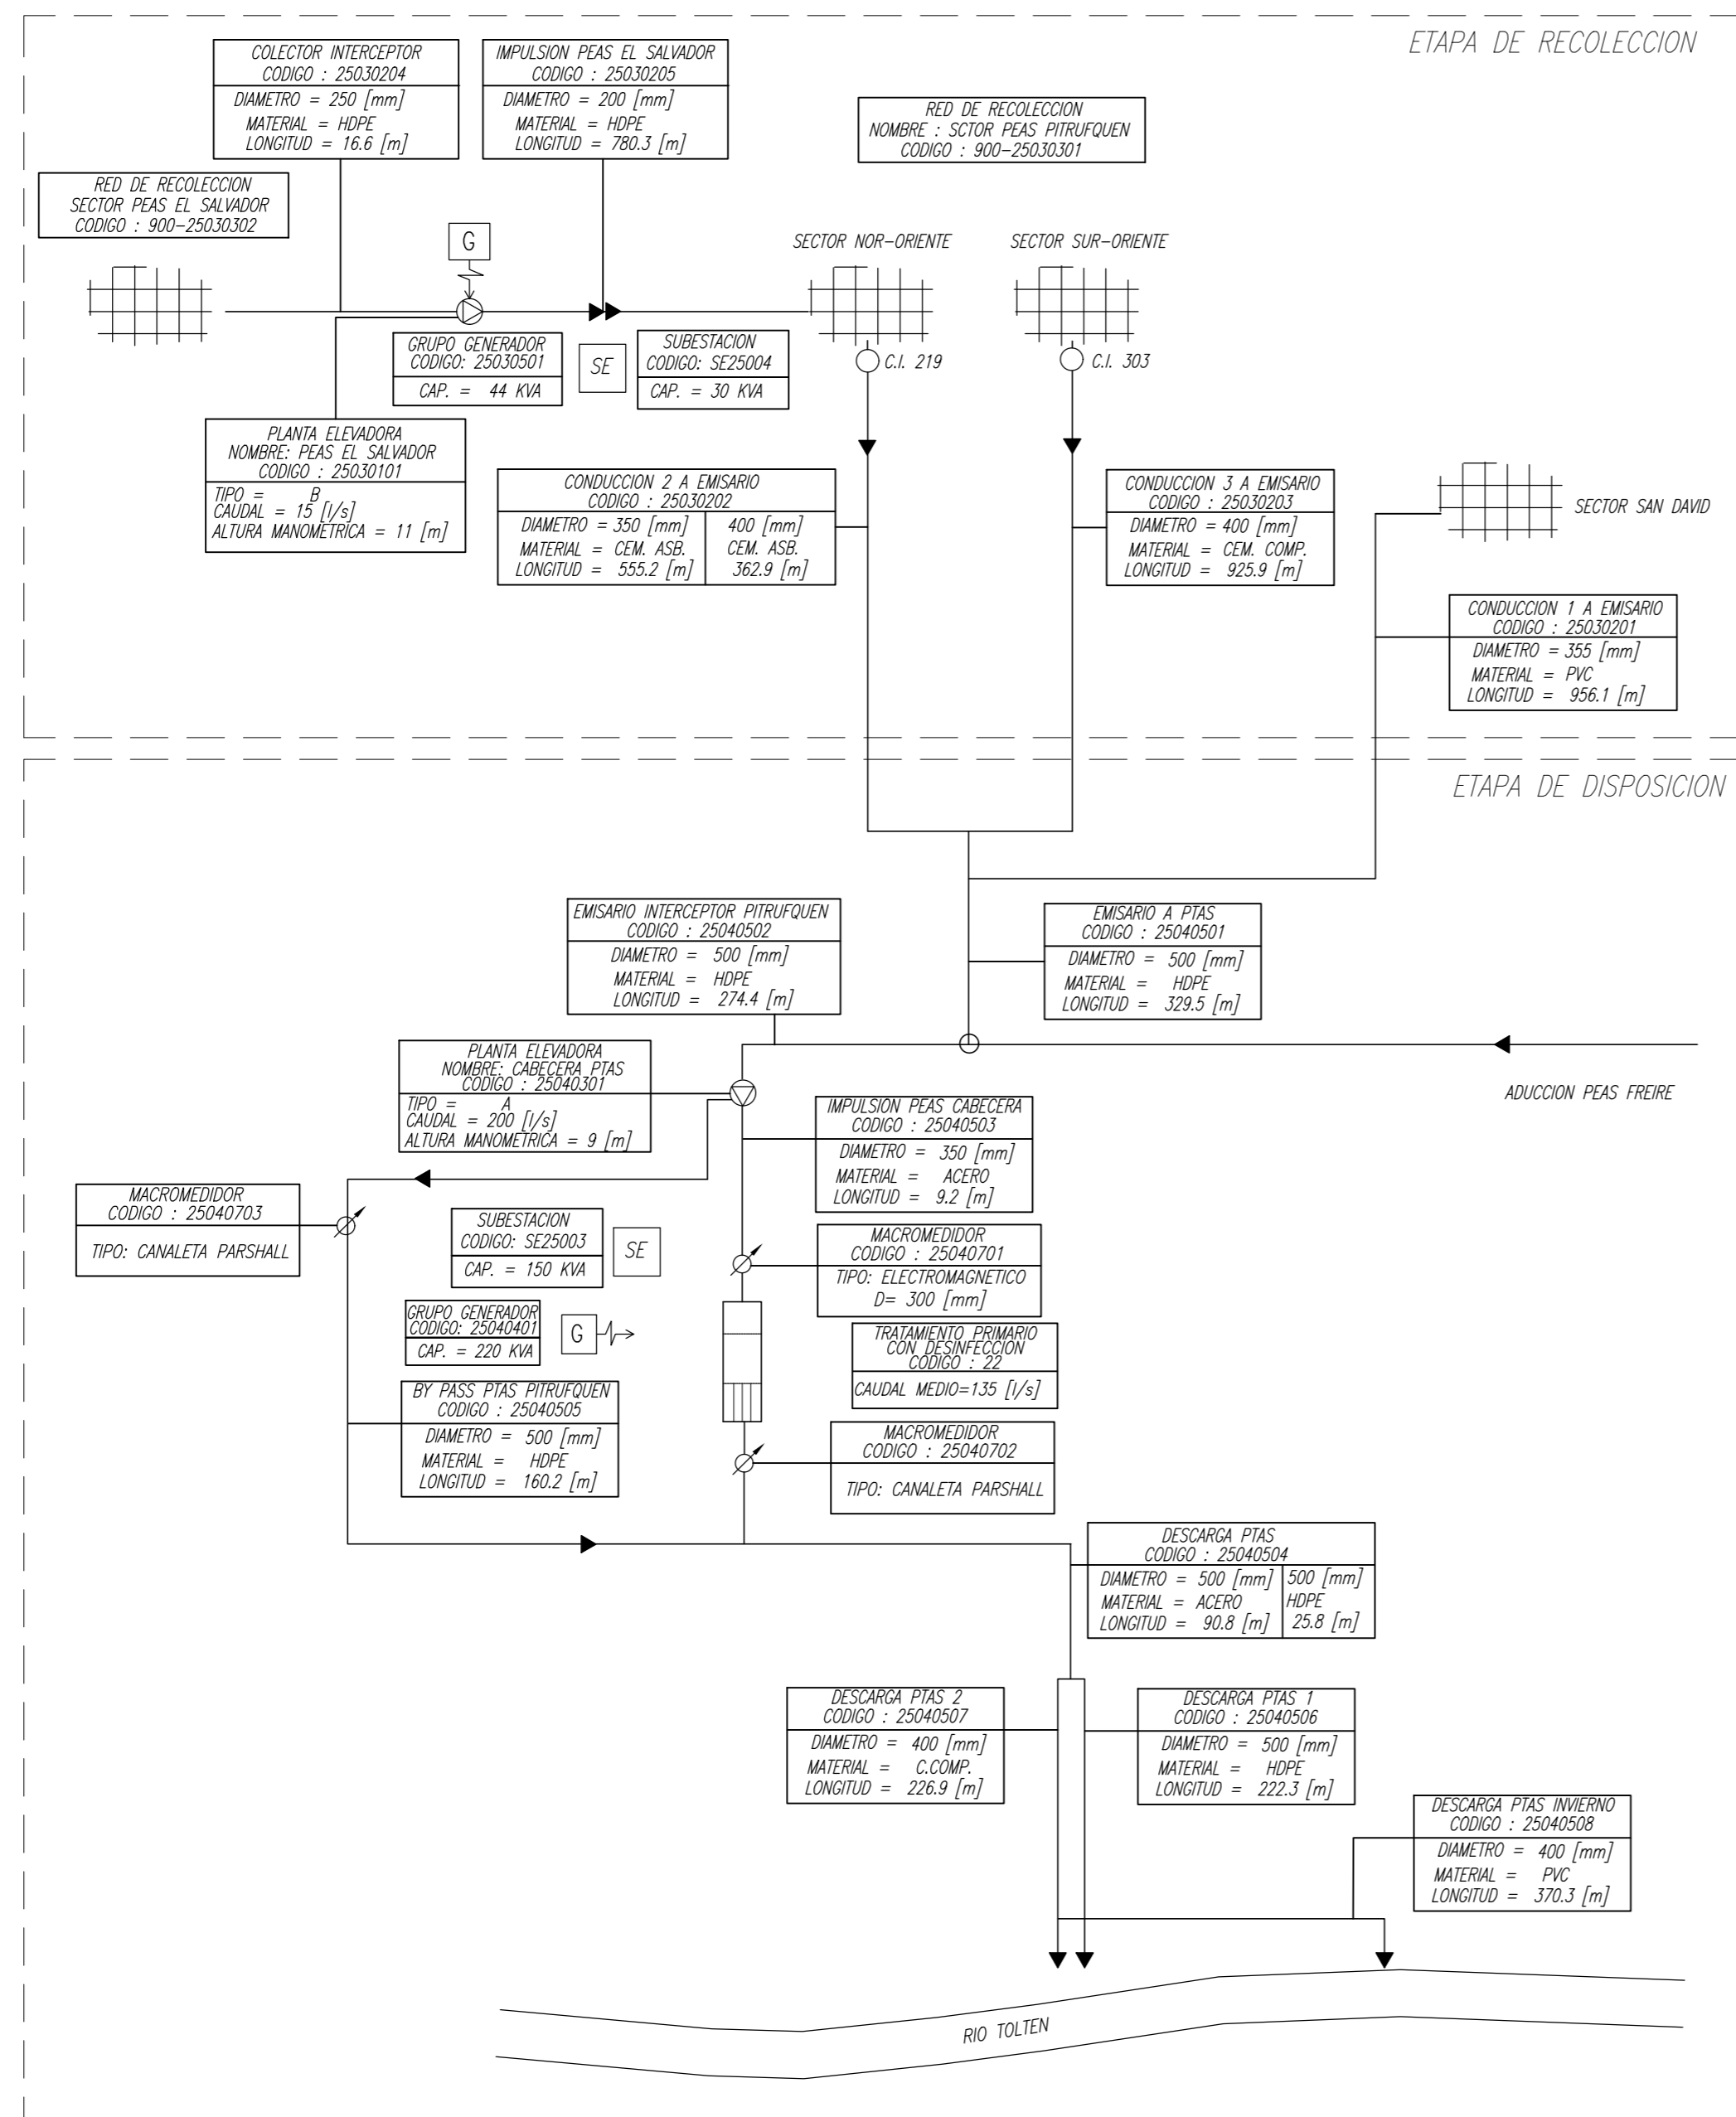 ETAPA DE RECOLECCION
COLECTOR INTERCEPTOR
CODIGO : 25030204
DIAMETRO = 250 [mm]
MATERIAL = HDPE
LONGITUD = 16.6 [m]
IMPULSION PEAS EL SALVADOR
CODIGO : 25030205
DIAMETRO = 200 [mm]
MATERIAL = HDPE
LONGITUD = 780.3 [m]
RED DE RECOLECCION
NOMBRE : SCTOR PEAS PITRUFQUEN
CODIGO : 900-25030301
RED DE RECOLECCION
SECTOR PEAS EL SALVADOR
CODIGO : 900-25030302
G
SECTOR NOR-ORIENTE
SECTOR SUR-ORIENTE
GRUPO GENERADOR
CODIGO: 25030501
CAP. = 44 KVA
SE
SUBESTACION
CODIGO: SE25004
CAP. = 30 KVA
C.I. 219
C.I. 303
PLANTA ELEVADORA
NOMBRE: PEAS EL SALVADOR
CODIGO : 25030101
TIPO = B
CAUDAL = 15 [l/s]
ALTURA MANOMETRICA = 11 [m]
CONDUCCION 2 A EMISARIO
CODIGO : 25030202
DIAMETRO = 350 [mm] 400 [mm]
MATERIAL = CEM. ASB. CEM. ASB.
LONGITUD = 555.2 [m] 362.9 [m]
CONDUCCION 3 A EMISARIO
CODIGO : 25030203
DIAMETRO = 400 [mm]
MATERIAL = CEM. COMP.
LONGITUD = 925.9 [m]
SECTOR SAN DAVID
CONDUCCION 1 A EMISARIO
CODIGO : 25030201
DIAMETRO = 355 [mm]
MATERIAL = PVC
LONGITUD = 956.1 [m]
ETAPA DE DISPOSICION
EMISARIO INTERCEPTOR PITRUFQUEN
CODIGO : 25040502
DIAMETRO = 500 [mm]
MATERIAL = HDPE
LONGITUD = 274.4 [m]
EMISARIO A PTAS
CODIGO : 25040501
DIAMETRO = 500 [mm]
MATERIAL = HDPE
LONGITUD = 329.5 [m]
PLANTA ELEVADORA
NOMBRE: CABECERA PTAS
CODIGO : 25040301
TIPO = A
CAUDAL = 200 [l/s]
ALTURA MANOMETRICA = 9 [m]
ADUCCION PEAS FREIRE
IMPULSION PEAS CABECERA
CODIGO : 25040503
DIAMETRO = 350 [mm]
MATERIAL = ACERO
LONGITUD = 9.2 [m]
MACROMEDIDOR
CODIGO : 25040703
TIPO: CANALETA PARSHALL
SUBESTACION
CODIGO: SE25003
CAP. = 150 KVA
SE
MACROMEDIDOR
CODIGO : 25040701
TIPO: ELECTROMAGNETICO
D= 300 [mm]
GRUPO GENERADOR
CODIGO: 25040401
CAP. = 220 KVA
G
TRATAMIENTO PRIMARIO
CON DESINFECCION
CODIGO : 22
CAUDAL MEDIO=135 [l/s]
BY PASS PTAS PITRUFQUEN
CODIGO : 25040505
DIAMETRO = 500 [mm]
MATERIAL = HDPE
LONGITUD = 160.2 [m]
MACROMEDIDOR
CODIGO : 25040702
TIPO: CANALETA PARSHALL
DESCARGA PTAS
CODIGO : 25040504
DIAMETRO = 500 [mm] 500 [mm]
MATERIAL = ACERO HDPE
LONGITUD = 90.8 [m] 25.8 [m]
DESCARGA PTAS 2
CODIGO : 25040507
DIAMETRO = 400 [mm]
MATERIAL = C.COMP.
LONGITUD = 226.9 [m]
DESCARGA PTAS 1
CODIGO : 25040506
DIAMETRO = 500 [mm]
MATERIAL = HDPE
LONGITUD = 222.3 [m]
DESCARGA PTAS INVIERNO
CODIGO : 25040508
DIAMETRO = 400 [mm]
MATERIAL = PVC
LONGITUD = 370.3 [m]
RIO TOLTEN